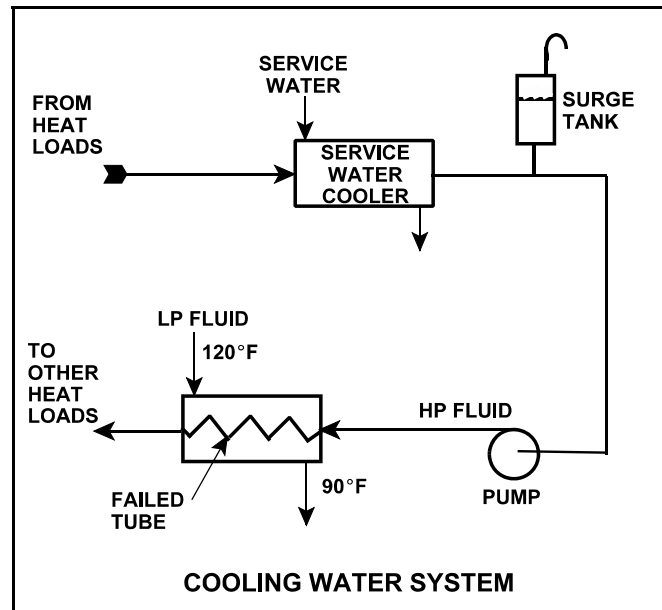 SERVICE
WATER
FROM
HEAT
LOADS
SURGE
TANK
SERVICE
WATER
COOLER
LP FLUID
120°F
TO
OTHER
HEAT
LOADS
HP FLUID
FAILED
TUBE
90°F
PUMP
COOLING WATER SYSTEM